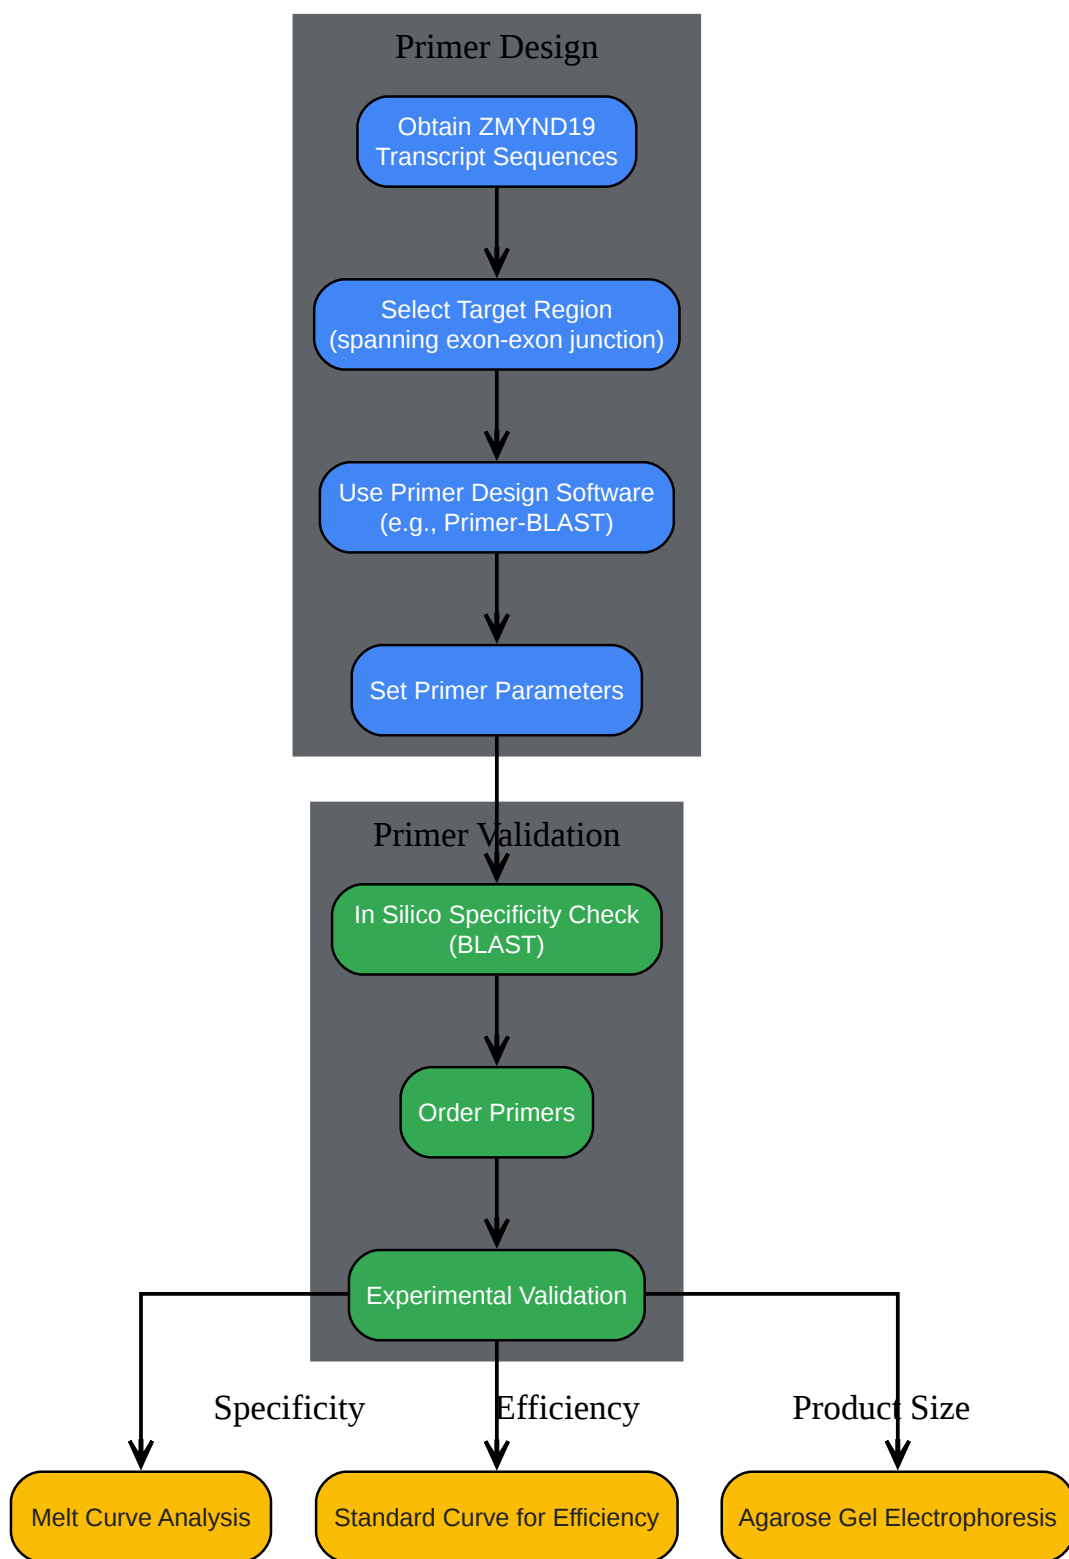 Primer Design
Obtain ZMYND19
Transcript Sequences
Select Target Region
(spanning exon-exon junction)
Use Primer Design Software
(e.g., Primer-BLAST)
Set Primer Parameters
Primer Validation
In Silico Specificity Check
(BLAST)
Order Primers
Experimental Validation
Specificity
Efficiency
Product Size
Melt Curve Analysis
Standard Curve for Efficiency
Agarose Gel Electrophoresis